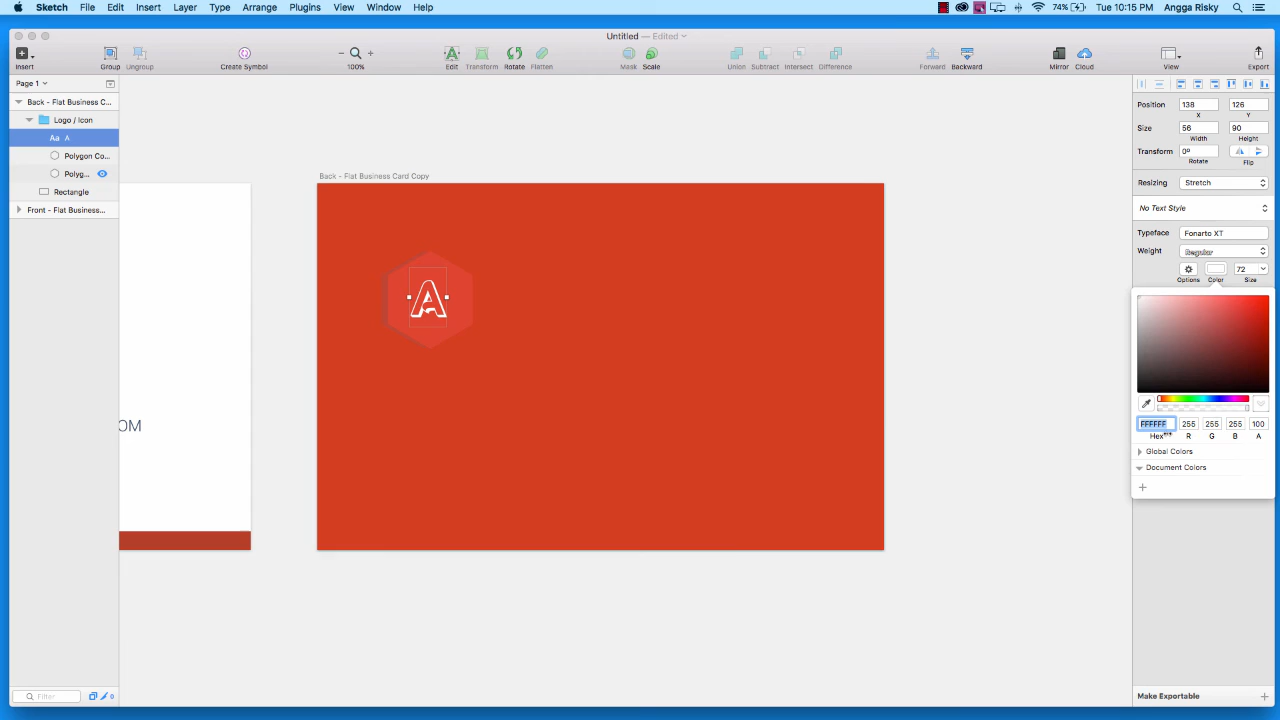 Sketch File Edit Insert Layer Type Arrange Plugins View Window Help 74% Tue 10:15 PM Angga Risky
Untitled — Edited
Insert Group Ungroup Create Symbol 100% Edit Transform Rotate Flatten Mask Scale Union Subtract Intersect Difference Forward Backward Mirror Cloud View Export
Page 1
Back - Flat Business C...
Logo / Icon
Aa A
Polygon Co...
Polyg...
Rectangle
Front - Flat Business...
Filter 0
OM
Back - Flat Business Card Copy
A
Position 138 126
X Y
Size 56 90
Width Height
Transform 0º
Rotate Flip
Resizing Stretch
No Text Style
Typeface Fonarto XT
Weight Regular
72
Options Color Size
FFFFFF 255 255 255 100
Hex R G B A
Global Colors
Document Colors
+
Make Exportable +